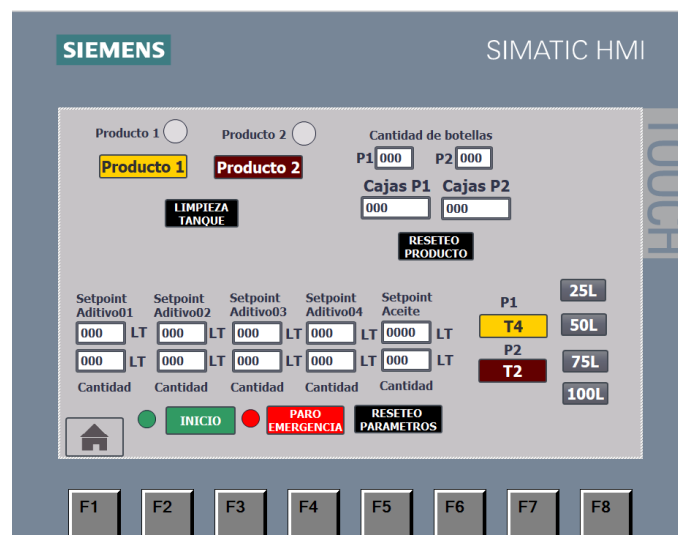 SIEMENS
SIMATIC HMI
TOUCH
Producto 1
Producto 2
Cantidad de botellas
Producto 1
Producto 2
P1 000
P2 000
Cajas P1
Cajas P2
000
000
LIMPIEZA
TANQUE
RESETEO
PRODUCTO
Setpoint
Aditivo01
Setpoint
Aditivo02
Setpoint
Aditivo03
Setpoint
Aditivo04
Setpoint
Aceite
000 LT
000 LT
000 LT
000 LT
0000 LT
000 LT
000 LT
000 LT
000 LT
0000 LT
Cantidad
Cantidad
Cantidad
Cantidad
Cantidad
P1
T4
P2
T2
25L
50L
75L
100L
INICIO
PARO
EMERGENCIA
RESETEO
PARAMETROS
F1
F2
F3
F4
F5
F6
F7
F8